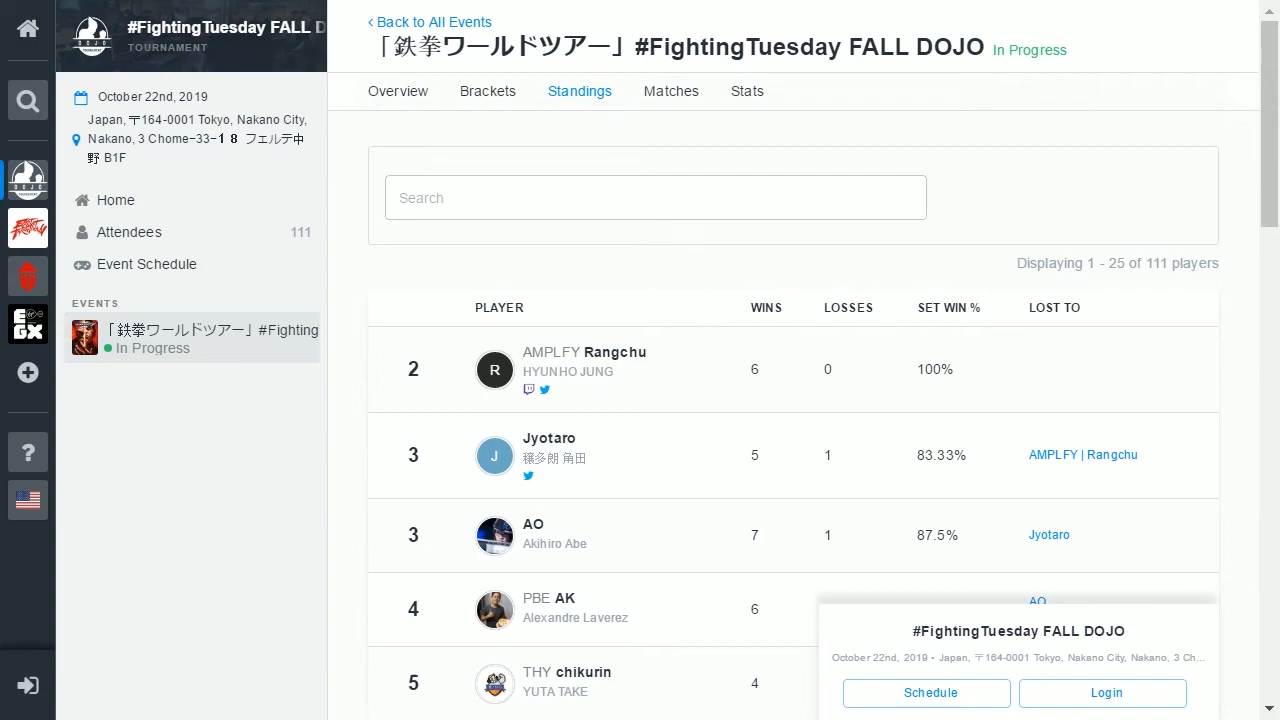 #FightingTuesday FALL D
TOURNAMENT
October 22nd, 2019
Japan, 〒164-0001 Tokyo, Nakano City,
Nakano, 3 Chome−33−１８ フェルテ中
野 B1F
Home
Attendees 111
Event Schedule
EVENTS
「鉄拳ワールドツアー」#Fighting
In Progress
DOJO
EGX
?
Back to All Events
「鉄拳ワールドツアー」#FightingTuesday FALL DOJO In Progress
Overview Brackets Standings Matches Stats
Search
Displaying 1 - 25 of 111 players
PLAYER WINS LOSSES SET WIN % LOST TO
2 R AMPLFY Rangchu 6 0 100%
HYUNHO JUNG
3 J Jyotaro 5 1 83.33% AMPLFY | Rangchu
穣多朗 角田
3 AO 7 1 87.5% Jyotaro
Akihiro Abe
4 PBE AK 6 AO
Alexandre Laverez
5 THY chikurin 4
YUTA TAKE
#FightingTuesday FALL DOJO
October 22nd, 2019 • Japan, 〒164-0001 Tokyo, Nakano City, Nakano, 3 Ch...
Schedule Login